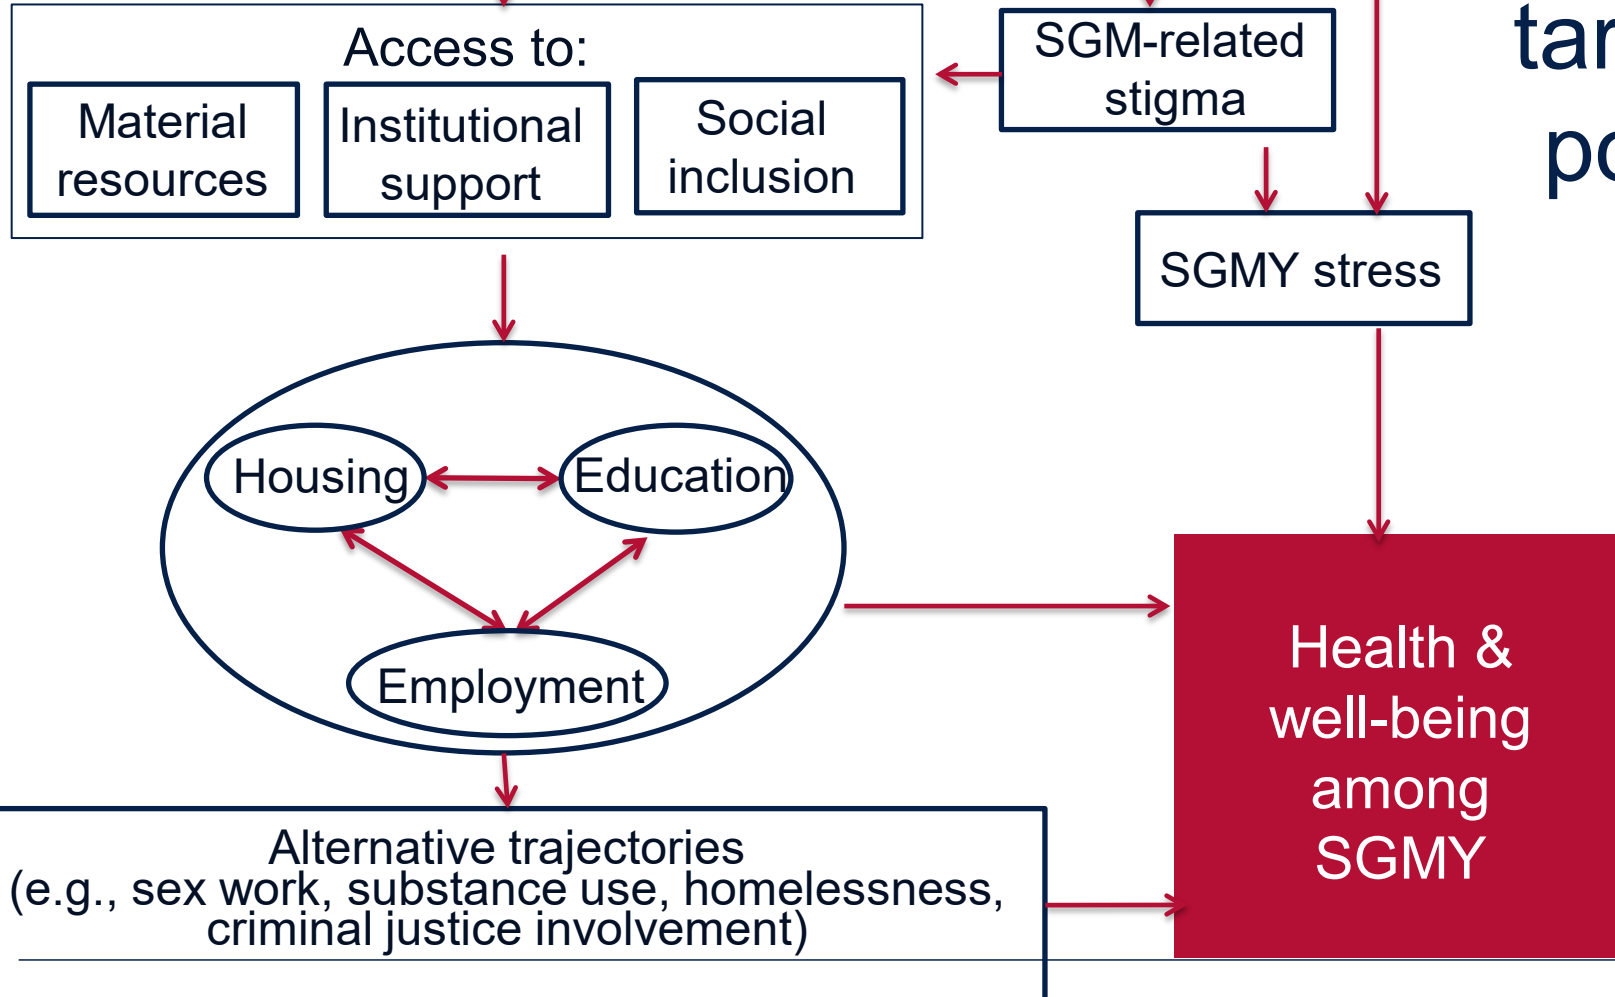 Access to:
Material
resources
Institutional
support
Social
inclusion
SGM-related
stigma
SGMY stress
Housing
Education
Employment
Alternative trajectories
(e.g., sex work, substance use, homelessness,
criminal justice involvement)
Health &
well-being
among
SGMY